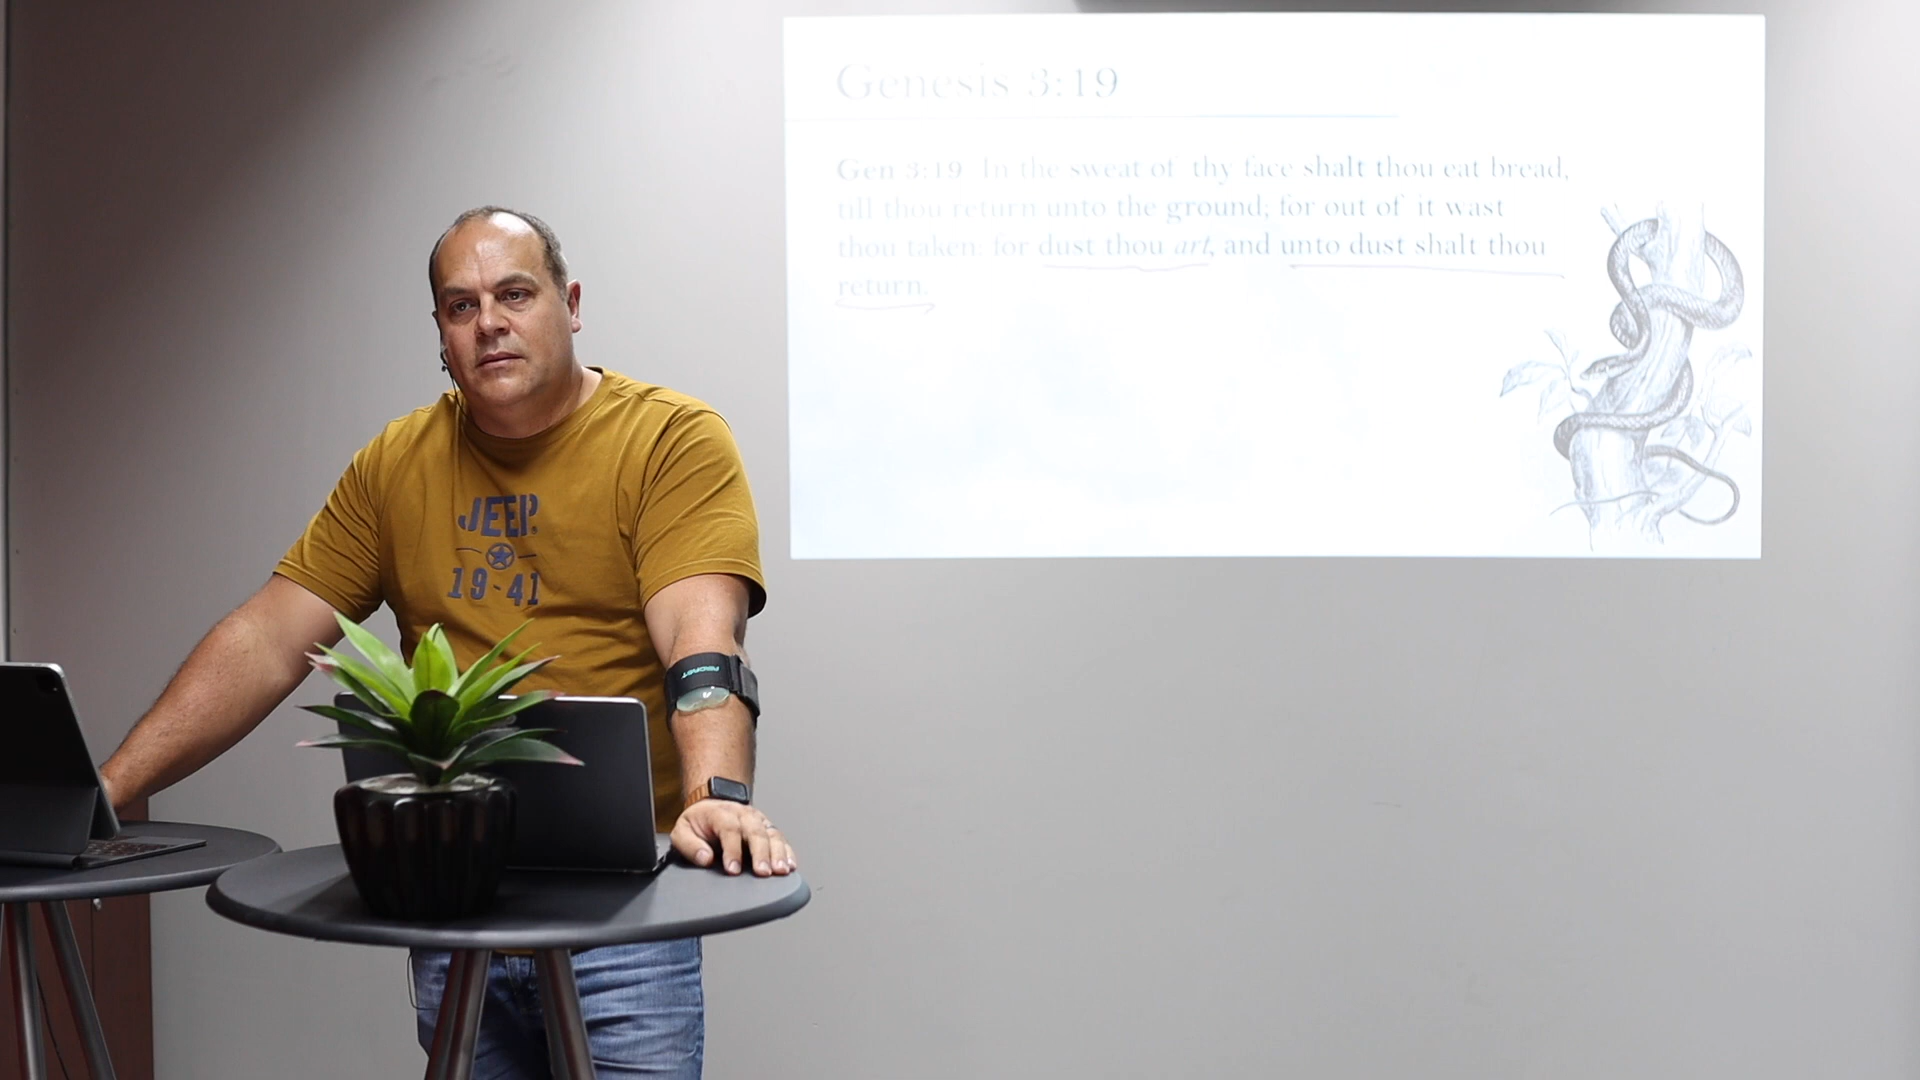 Genesis 3:19
Gen 3:19 In the sweat of thy face shalt thou eat bread,
till thou return unto the ground; for out of it wast
thou taken: for dust thou art, and unto dust shalt thou
return.
JEEP
19-41